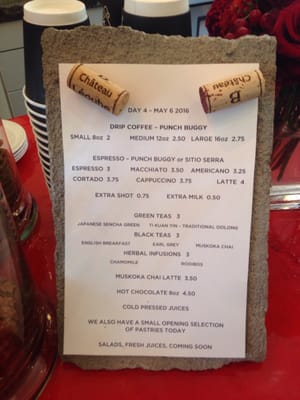 Château
Château
DAY 4 – MAY 6 2016
DRIP COFFEE - PUNCH BUGGY
SMALL 8oz 2 MEDIUM 12oz 2.50 LARGE 16oz 2.75
ESPRESSO - PUNCH BUGGY or SITIO SERRA
ESPRESSO 3 MACCHIATO 3.50 AMERICANO 3.25
CORTADO 3.75 CAPPUCCINO 3.75 LATTE 4
EXTRA SHOT 0.75 EXTRA MILK 0.50
GREEN TEAS 3
JAPANESE SENCHA GREEN TI-KUAN TIN - TRADITIONAL OOLONG
BLACK TEAS 3
ENGLISH BREAKFAST EARL GREY MUSKOKA CHAI
HERBAL INFUSIONS 3
CHAMOMILE ROOIBOS
MUSKOKA CHAI LATTE 3.50
HOT CHOCOLATE 8oz 4.50
COLD PRESSED JUICES
WE ALSO HAVE A SMALL OPENING SELECTION
OF PASTRIES TODAY
SALADS, FRESH JUICES, COMING SOON